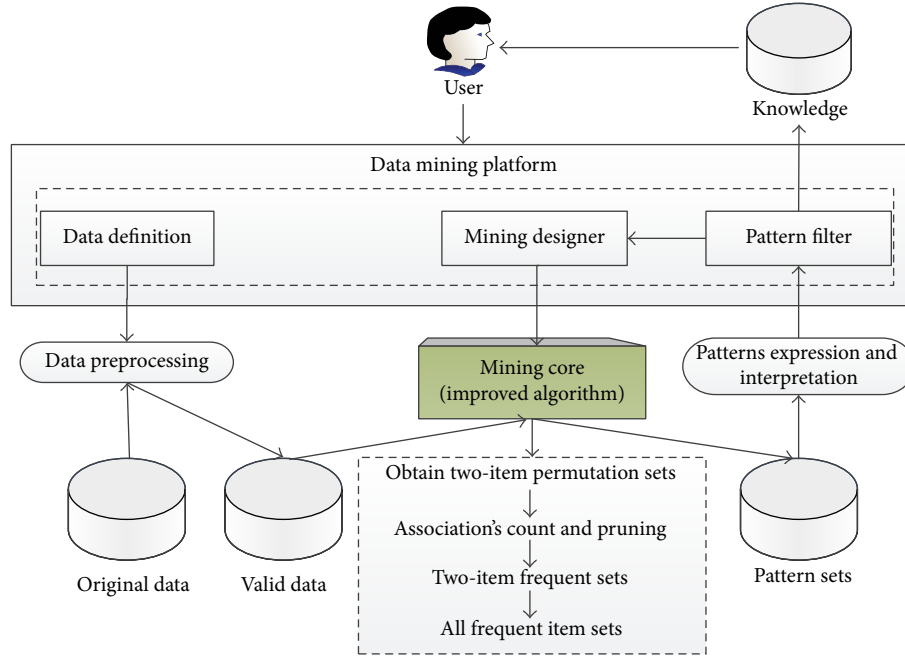 User
Knowledge
Data mining platform
Data definition
Mining designer
Pattern filter
Data preprocessing
Mining core
(improved algorithm)
Patterns expression and
interpretation
Obtain two-item permutation sets
Association's count and pruning
Two-item frequent sets
All frequent item sets
Original data
Valid data
Pattern sets